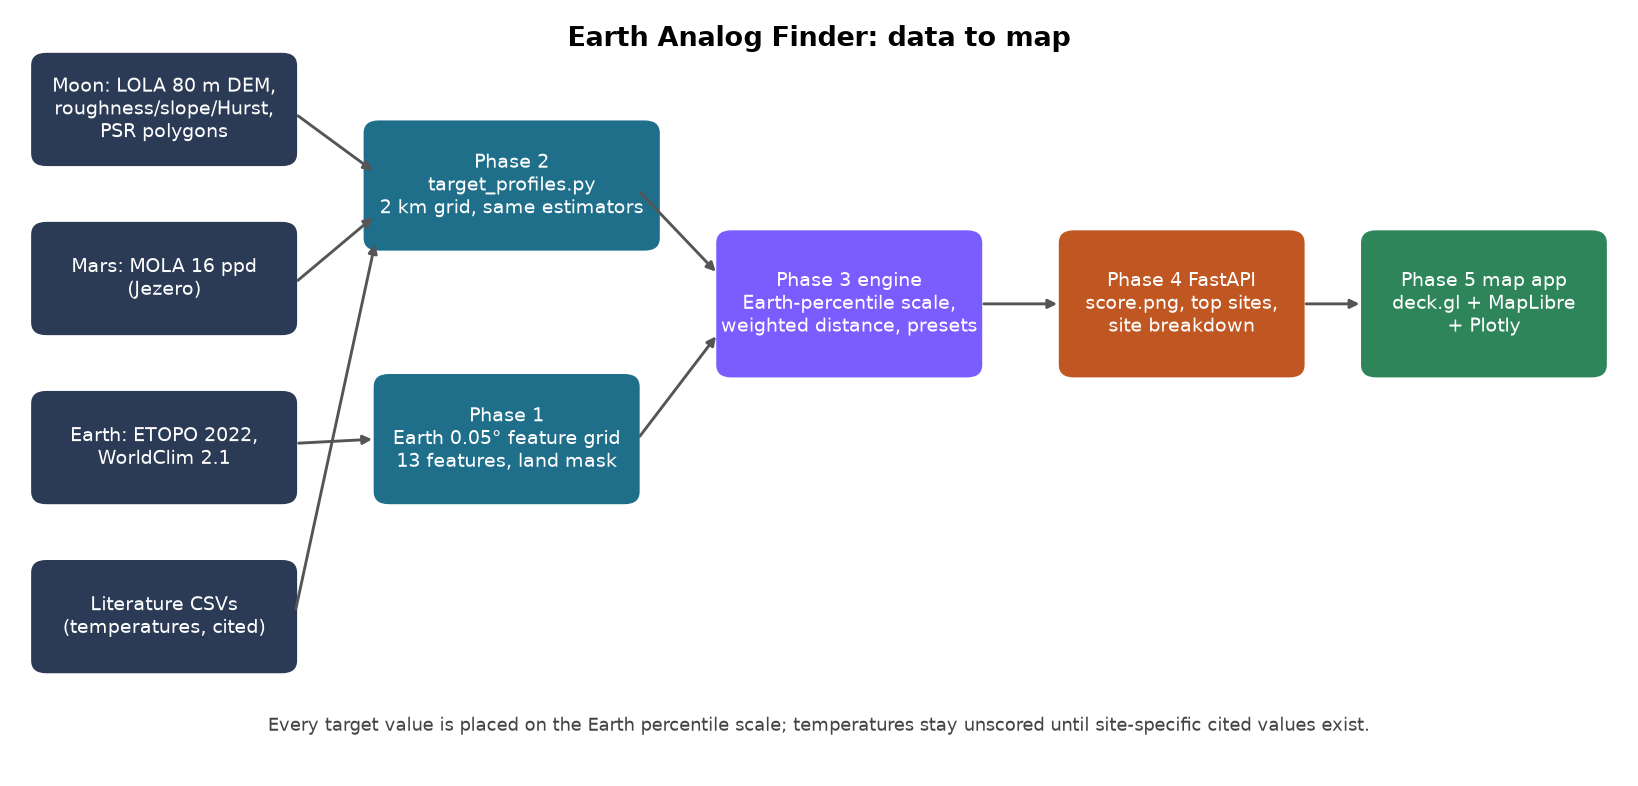 Earth Analog Finder: data to map
Moon: LOLA 80 m DEM,
roughness/slope/Hurst,
PSR polygons
Mars: MOLA 16 ppd
(Jezero)
Earth: ETOPO 2022,
WorldClim 2.1
Literature CSVs
(temperatures, cited)
Phase 2
target_profiles.py
2 km grid, same estimators
Phase 1
Earth 0.05° feature grid
13 features, land mask
Phase 3 engine
Earth-percentile scale,
weighted distance, presets
Phase 4 FastAPI
score.png, top sites,
site breakdown
Phase 5 map app
deck.gl + MapLibre
+ Plotly
Every target value is placed on the Earth percentile scale; temperatures stay unscored until site-specific cited values exist.